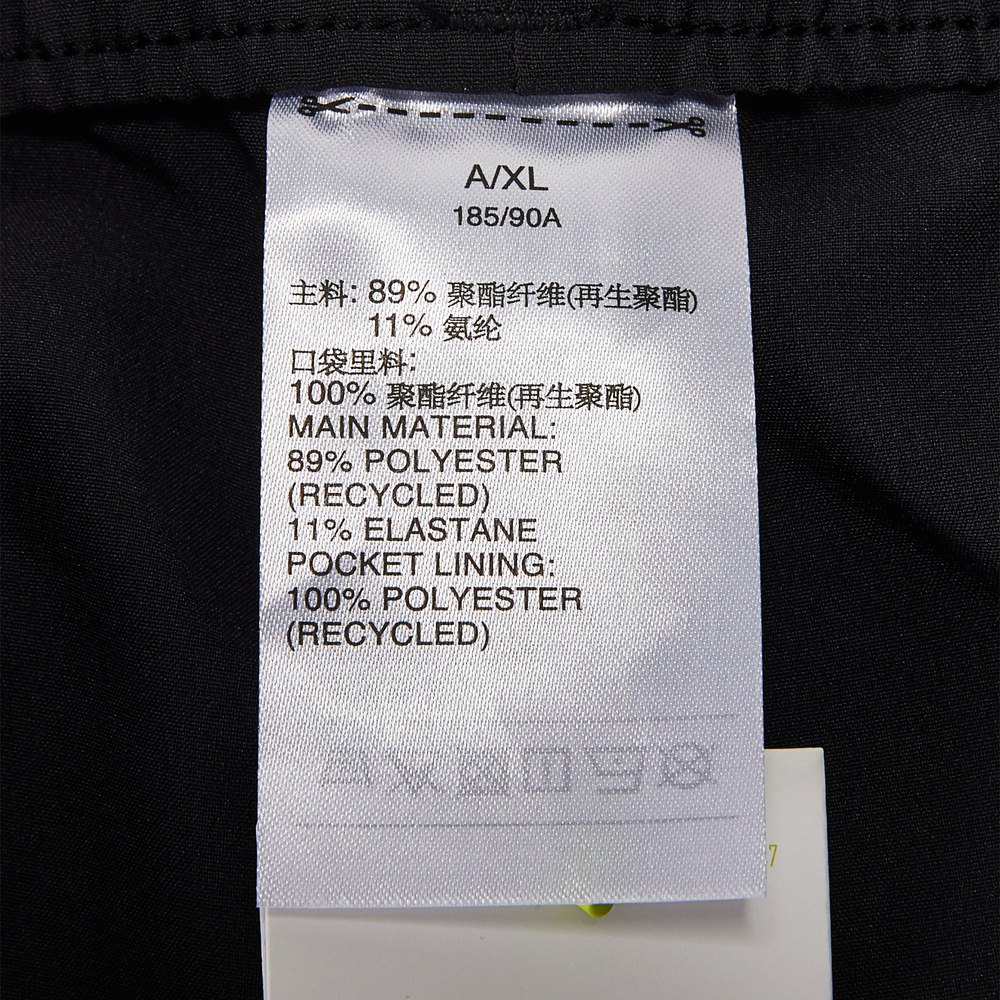 A/XL
185/90A
主料: 89% 聚酯纤维(再生聚酯)
11% 氨纶
口袋里料:
100% 聚酯纤维(再生聚酯)
MAIN MATERIAL:
89% POLYESTER
(RECYCLED)
11% ELASTANE
POCKET LINING:
100% POLYESTER
(RECYCLED)
7